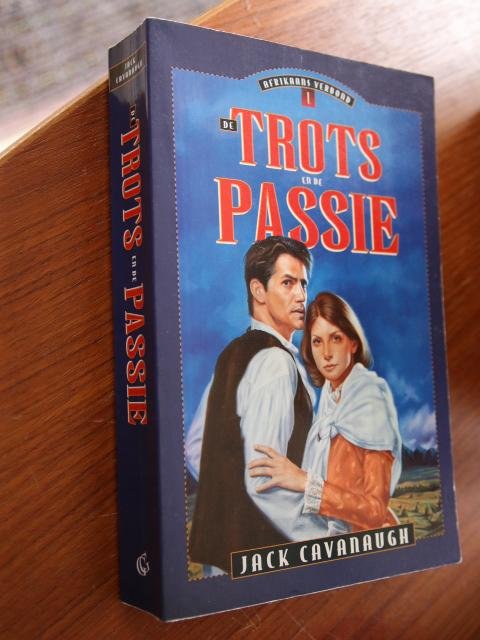 AFRIKAANS VERBOND
1
DE TROTS
EN DE
PASSIE
JACK CAVANAUGH
JACK
CAVANAUGH
DE TROTS EN DE PASSIE